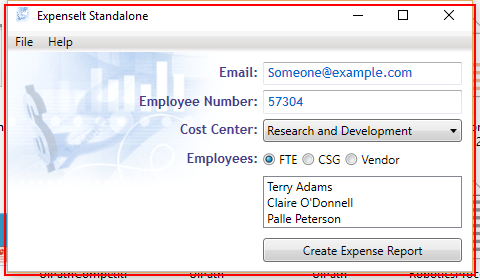 ExpenseIt Standalone
File Help
Email: Someone@example.com
Employee Number: 57304
Cost Center: Research and Development
Employees: FTE CSG Vendor
Terry Adams
Claire O'Donnell
Palle Peterson
Create Expense Report